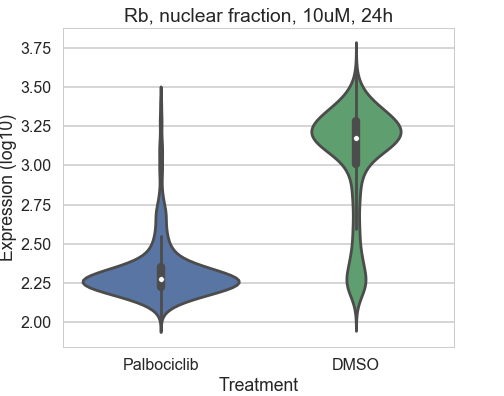 Rb, nuclear fraction, 10uM, 24h
3.75
3.50
3.25
3.00
2.75
2.50
2.25
2.00
Expression (log10)
Palbociclib DMSO
Treatment